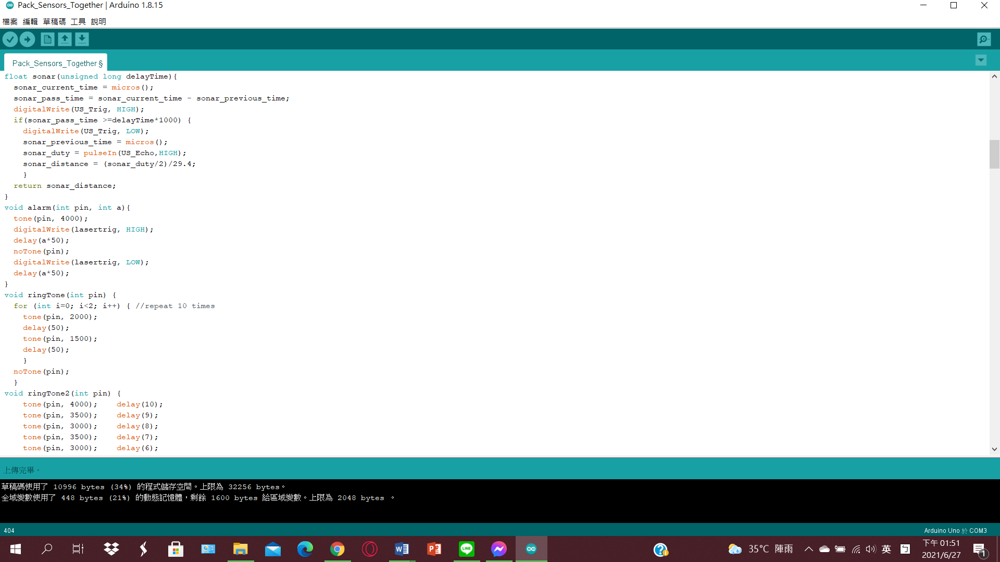 Pack_Sensors_Together | Arduino 1.8.15
檔案 編輯 草稿碼 工具 說明
Pack_Sensors_Together §
float sonar(unsigned long delayTime){
  sonar_current_time = micros();
  sonar_pass_time = sonar_current_time - sonar_previous_time;
  digitalWrite(US_Trig, HIGH);
  if(sonar_pass_time >=delayTime*1000) {
    digitalWrite(US_Trig, LOW);
    sonar_previous_time = micros();
    sonar_duty = pulseIn(US_Echo,HIGH);
    sonar_distance = (sonar_duty/2)/29.4;
    }
  return sonar_distance;
}
void alarm(int pin, int a){
  tone(pin, 4000);
  digitalWrite(lasertrig, HIGH);
  delay(a*50);
  noTone(pin);
  digitalWrite(lasertrig, LOW);
  delay(a*50);
}
void ringTone(int pin) {
  for (int i=0; i<2; i++) { //repeat 10 times
    tone(pin, 2000);
    delay(50);
    tone(pin, 1500);
    delay(50);
    }
  noTone(pin);
  }
void ringTone2(int pin) {
    tone(pin, 4000);    delay(10);
    tone(pin, 3500);    delay(9);
    tone(pin, 3000);    delay(8);
    tone(pin, 3500);    delay(7);
    tone(pin, 3000);    delay(6);
上傳完畢。
草稿碼使用了 10996 bytes (34%) 的程式儲存空間。上限為 32256 bytes。
全域變數使用了 448 bytes (21%) 的動態記憶體，剩餘 1600 bytes 給區域變數。上限為 2048 bytes 。
404
Arduino Uno 於 COM3
35°C 陣雨
英
下午 01:51
2021/6/27
1